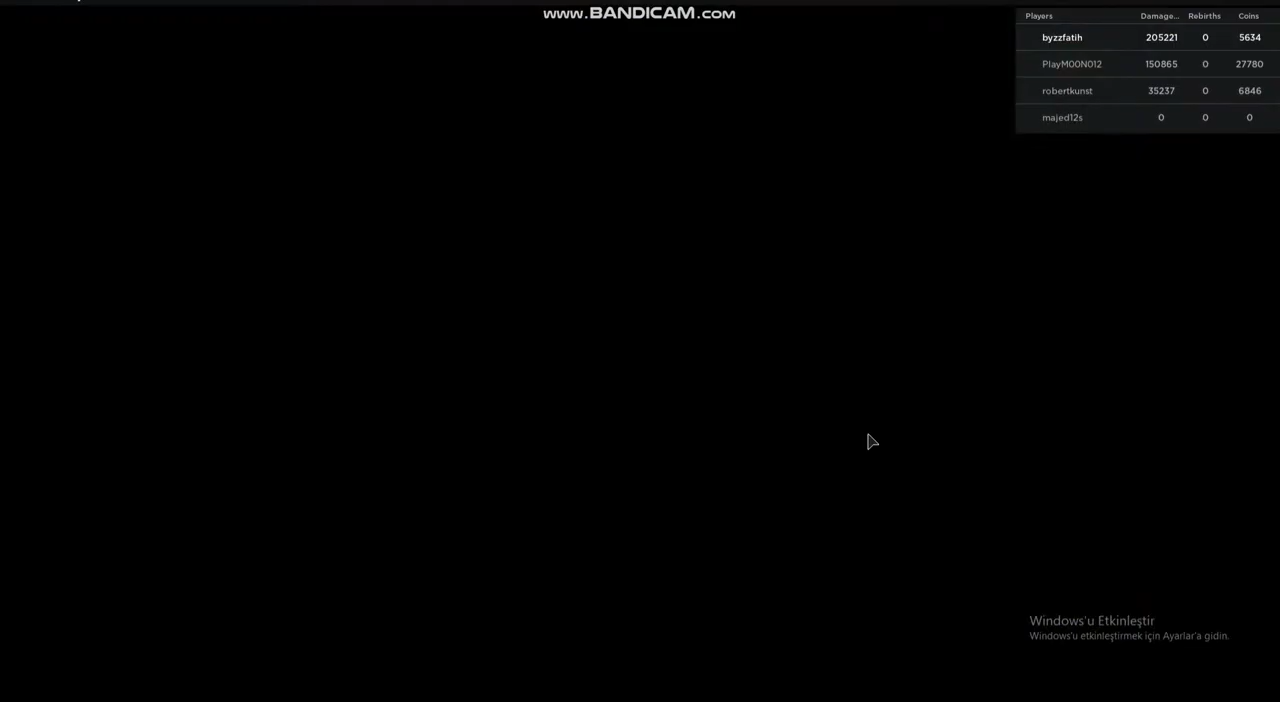 www.BANDICAM.com
Players Damage... Rebirths Coins
byzzfatih 205221 0 5634
PlayM00N012 150865 0 27780
robertkunst 35237 0 6846
majed12s 0 0 0
Windows'u Etkinleştir
Windows'u etkinleştirmek için Ayarlar'a gidin.